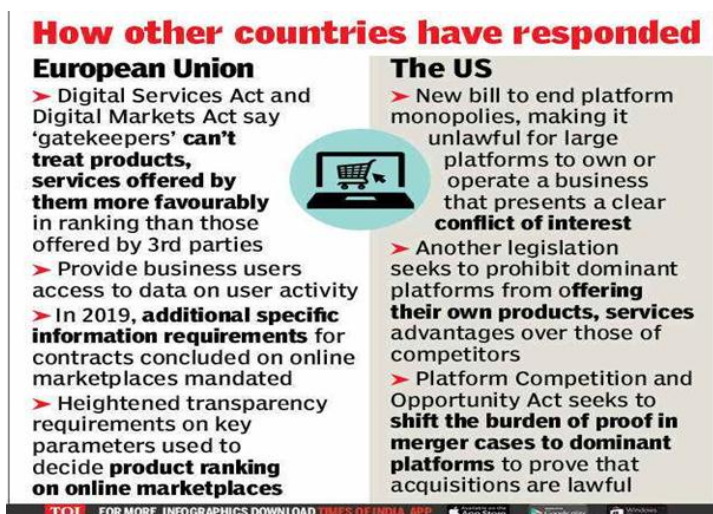 How other countries have responded
European Union
➤ Digital Services Act and
Digital Markets Act say
‘gatekeepers’ can’t
treat products,
services offered by
them more favourably
in ranking than those
offered by 3rd parties
➤ Provide business users
access to data on user activity
➤ In 2019, additional specific
information requirements for
contracts concluded on online
marketplaces mandated
➤ Heightened transparency
requirements on key
parameters used to
decide product ranking
on online marketplaces
The US
➤ New bill to end platform
monopolies, making it
unlawful for large
platforms to own or
operate a business
that presents a clear
conflict of interest
➤ Another legislation
seeks to prohibit dominant
platforms from offering
their own products, services
advantages over those of
competitors
➤ Platform Competition and
Opportunity Act seeks to
shift the burden of proof in
merger cases to dominant
platforms to prove that
acquisitions are lawful
TOI FOR MORE INFOGRAPHICS DOWNLOAD TIMES OF INDIA APP
App Store
Windows